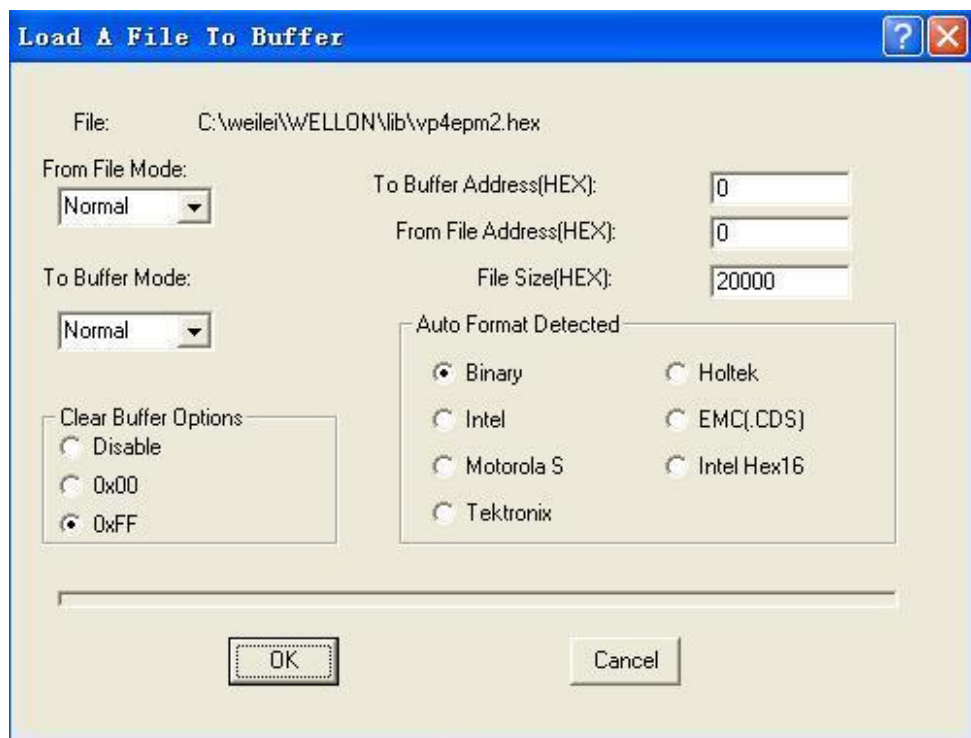 Load A File To Buffer
File: C:\weilei\WELLON\lib\vp4epm2.hex
From File Mode:
Normal
To Buffer Mode:
Normal
To Buffer Address(HEX): 0
From File Address(HEX): 0
File Size(HEX): 20000
Auto Format Detected
Binary
Holtek
Intel
EMC(.CDS)
Motorola S
Intel Hex16
Tektronix
Clear Buffer Options
Disable
0x00
0xFF
OK
Cancel